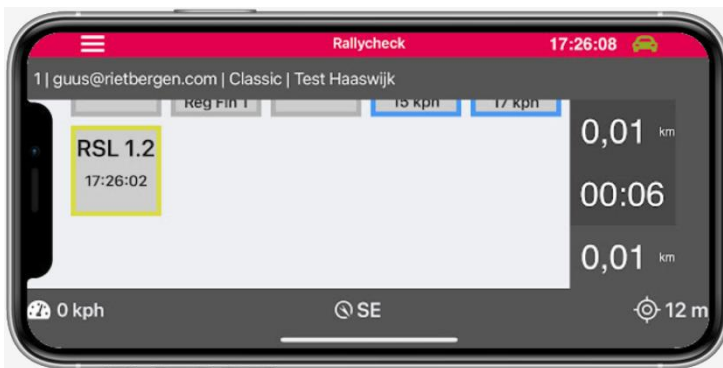 Rallycheck
17:26:08
1 | guus@rietbergen.com | Classic | Test Haaswijk
Reg Fin 1
15 kph
17 kph
0,01 km
RSL 1.2
17:26:02
00:06
0,01 km
0 kph
SE
12 m